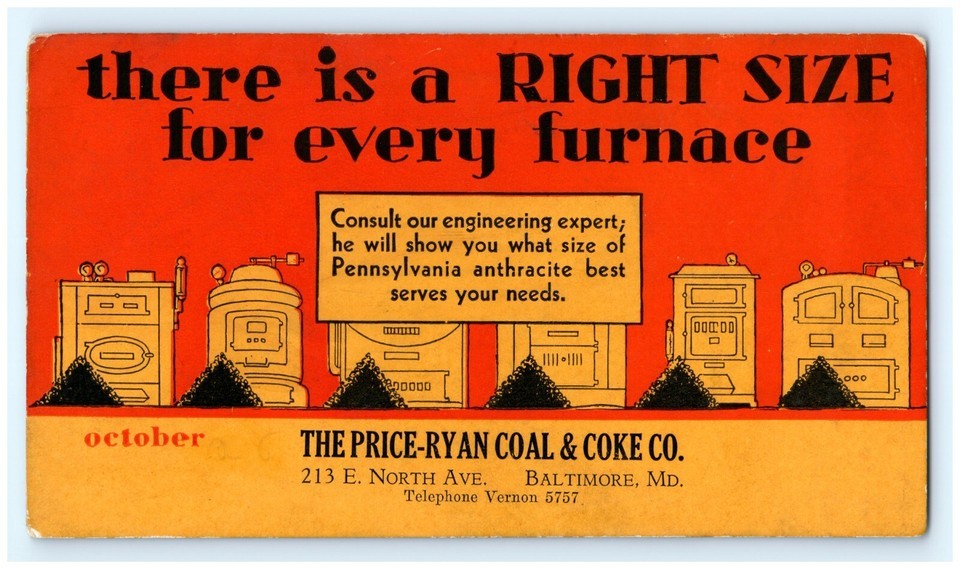 there is a RIGHT SIZE
for every furnace
Consult our engineering expert;
he will show you what size of
Pennsylvania anthracite best
serves your needs.
october
THE PRICE-RYAN COAL & COKE CO.
213 E. NORTH AVE. BALTIMORE, MD.
Telephone Vernon 5757